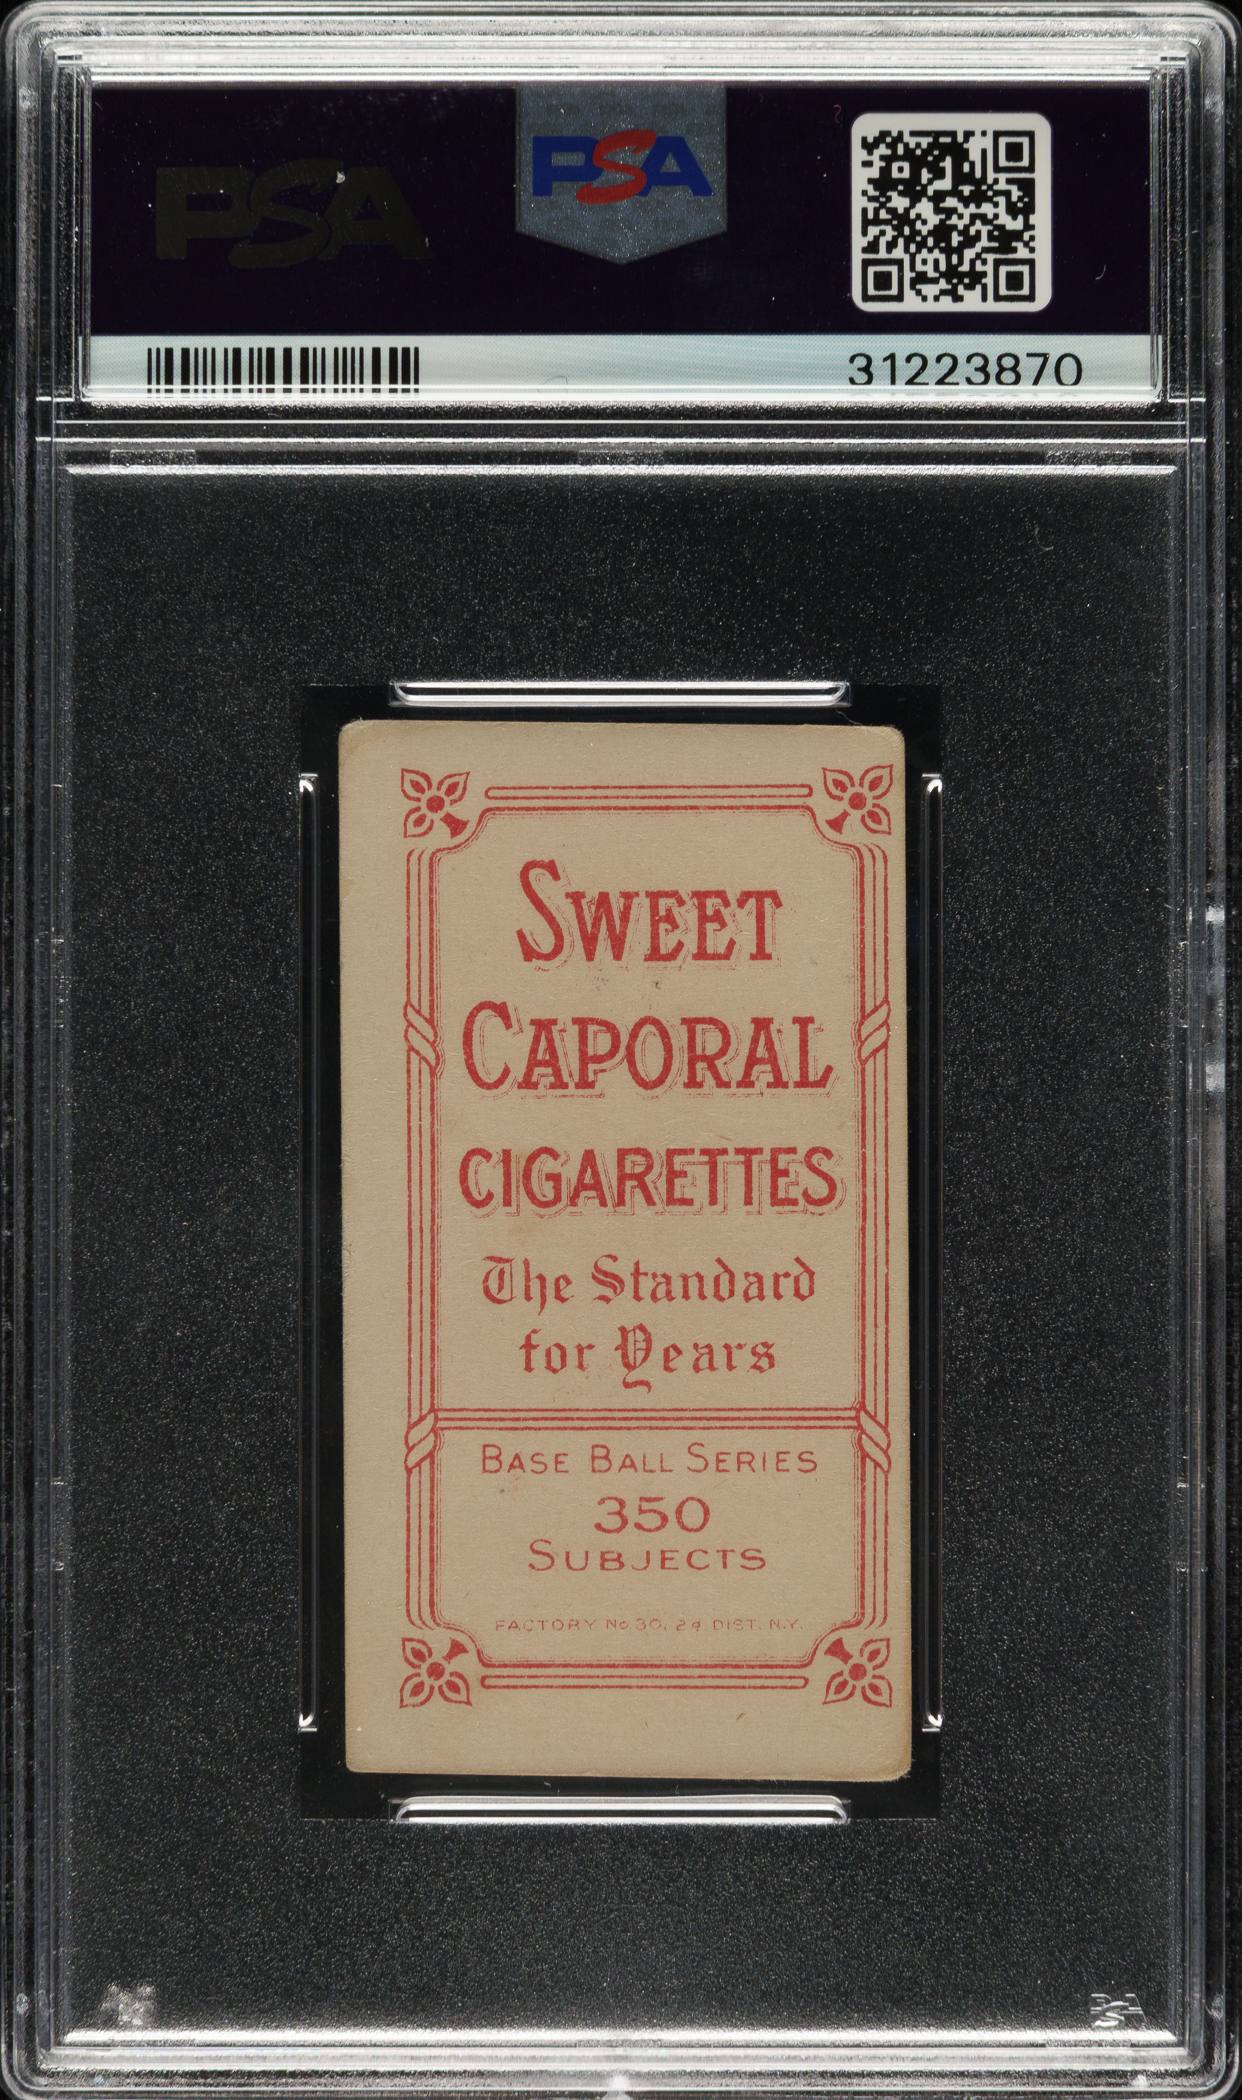 PSA
PSA
31223870
SWEET
CAPORAL
CIGARETTES
The Standard
for Years
BASE BALL SERIES
350
SUBJECTS
FACTORY No. 30, 2d DIST. N.Y.
PSA